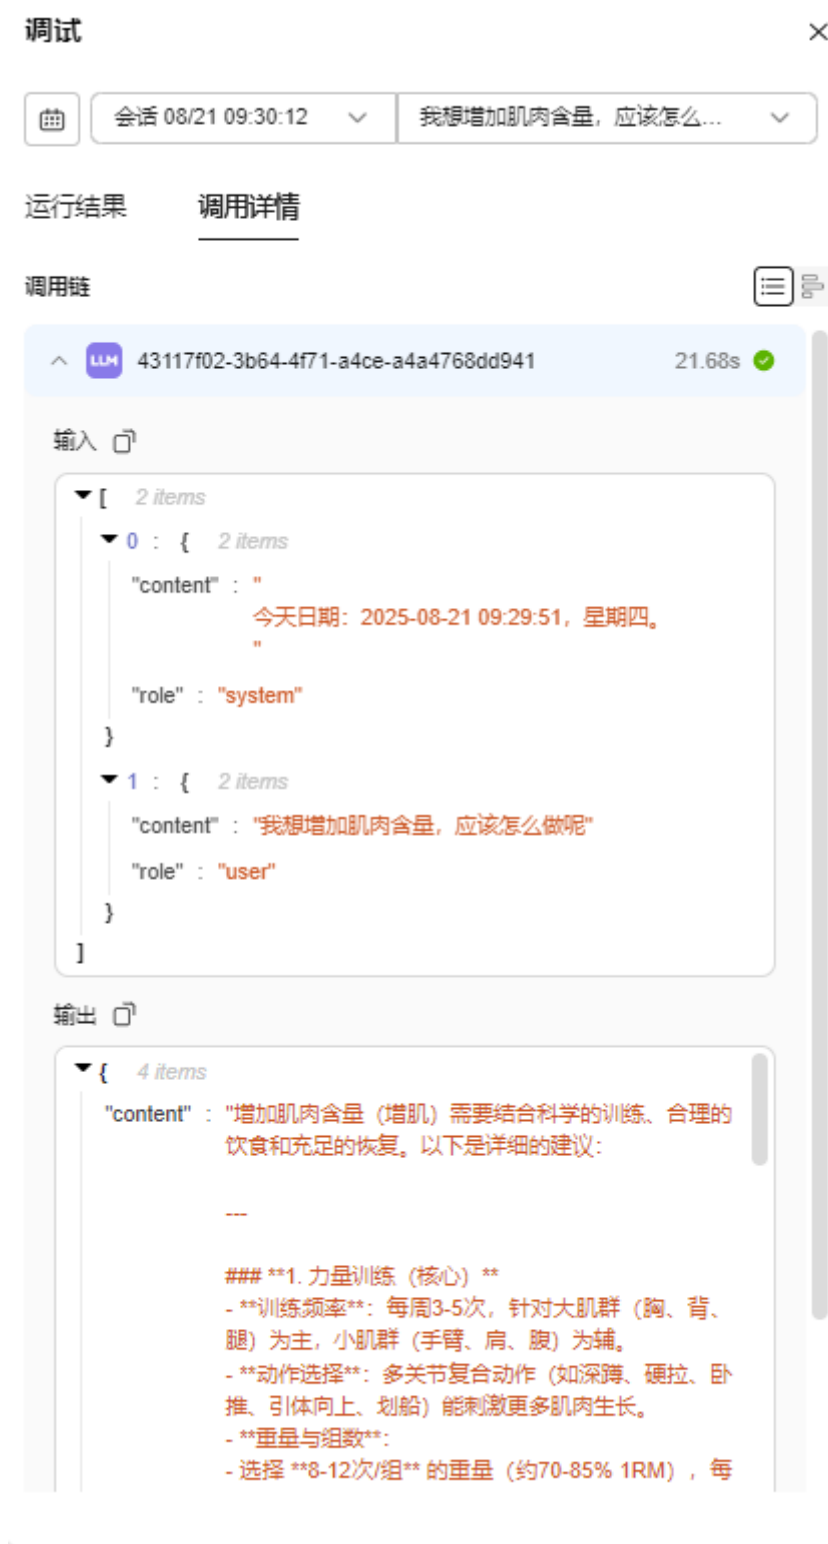 调试
会话 08/21 09:30:12
我想增加肌肉含量，应该怎么...
运行结果
调用详情
调用链
LLM 43117f02-3b64-4f71-a4ce-a4a4768dd941 21.68s
输入
[ 2 items
0 : { 2 items
"content" : "
今天日期：2025-08-21 09:29:51，星期四。
"
"role" : "system"
}
1 : { 2 items
"content" : "我想增加肌肉含量，应该怎么做呢"
"role" : "user"
}
]
输出
{ 4 items
"content" : "增加肌肉含量（增肌）需要结合科学的训练、合理的
饮食和充足的恢复。以下是详细的建议：
---
### **1. 力量训练（核心）**
- **训练频率**：每周3-5次，针对大肌群（胸、背、
腿）为主，小肌群（手臂、肩、腹）为辅。
- **动作选择**：多关节复合动作（如深蹲、硬拉、卧
推、引体向上、划船）能刺激更多肌肉生长。
- **重量与组数**：
- 选择 **8-12次/组** 的重量（约70-85% 1RM），每